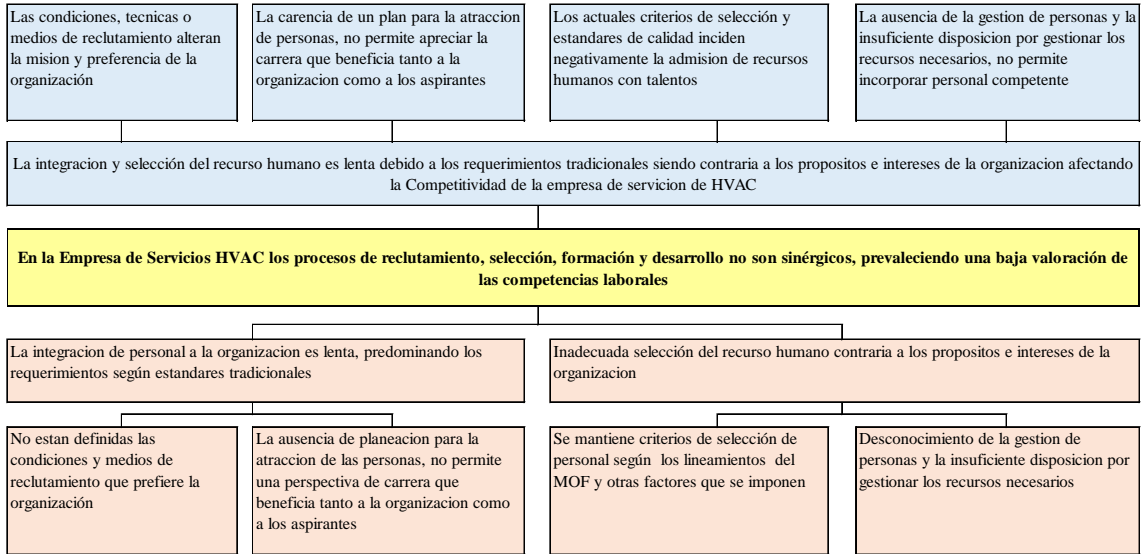 Las condiciones, tecnicas o
medios de reclutamiento alteran
la mision y preferencia de la
organización
La carencia de un plan para la atraccion
de personas, no permite apreciar la
carrera que beneficia tanto a la
organizacion como a los aspirantes
Los actuales criterios de selección y
estandares de calidad inciden
negativamente la admision de recursos
humanos con talentos
La ausencia de la gestion de personas y la
insuficiente disposicion por gestionar los
recursos necesarios, no permite
incorporar personal competente
La integracion y selección del recurso humano es lenta debido a los requerimientos tradicionales siendo contraria a los propositos e intereses de la organizacion afectando
la Competitividad de la empresa de servicion de HVAC
En la Empresa de Servicios HVAC los procesos de reclutamiento, selección, formación y desarrollo no son sinérgicos, prevaleciendo una baja valoración de
las competencias laborales
La integracion de personal a la organizacion es lenta, predominando los
requerimientos según estandares tradicionales
Inadecuada selección del recurso humano contraria a los propositos e intereses de la
organizacion
No estan definidas las
condiciones y medios de
reclutamiento que prefiere la
organización
La ausencia de planeacion para la
atraccion de las personas, no permite
una perspectiva de carrera que
beneficia tanto a la organizacion como
a los aspirantes
Se mantiene criterios de selección de
personal según los lineamientos del
MOF y otras factores que se imponen
Desconocimiento de la gestion de
personas y la insuficiente disposicion por
gestionar los recursos necesarios